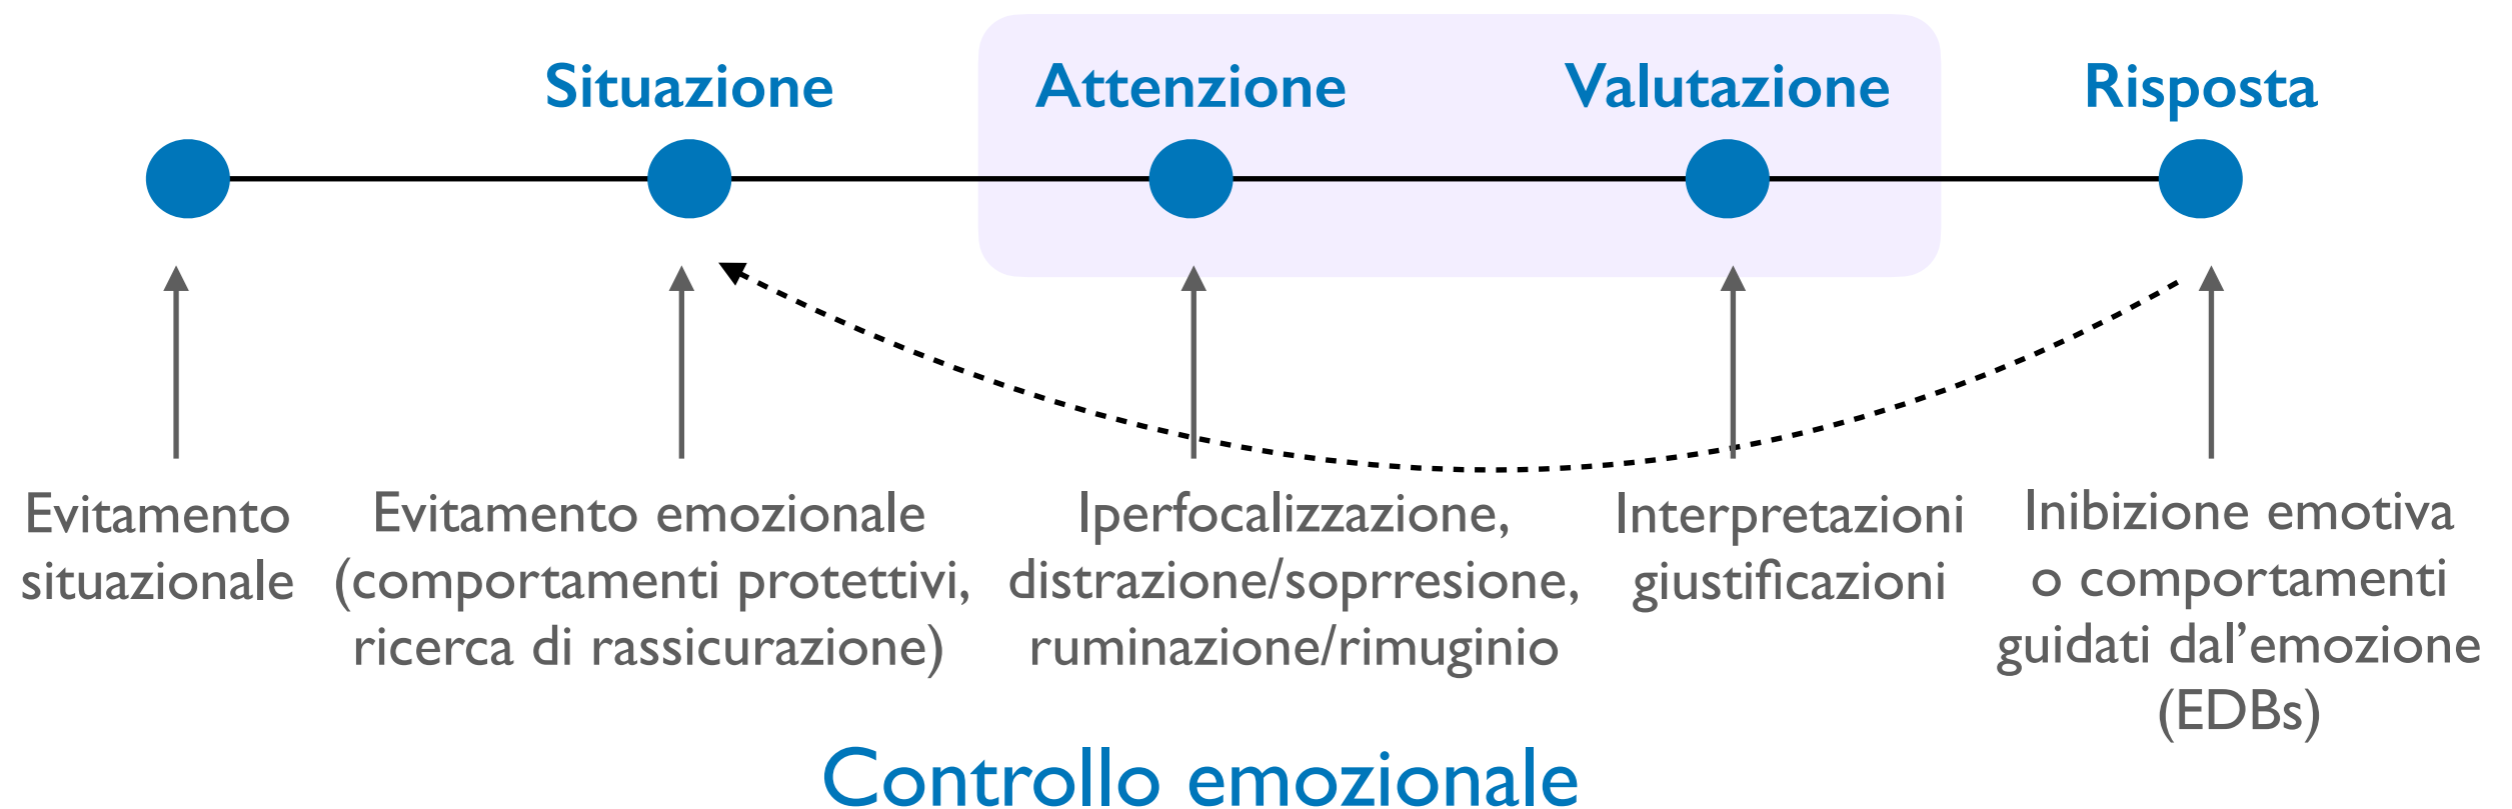 Situazione
Attenzione
Valutazione
Risposta
Evitamento
situazionale
Evitamento emozionale
(comportamenti protettivi,
ricerca di rassicurazione)
Iperfocalizzazione,
distrazione/soprresione,
ruminazione/rimuginio
Interpretazioni
giustificazioni
Inibizione emotiva
o comportamenti
guidati dal’emozione
(EDBs)
Controllo emozionale